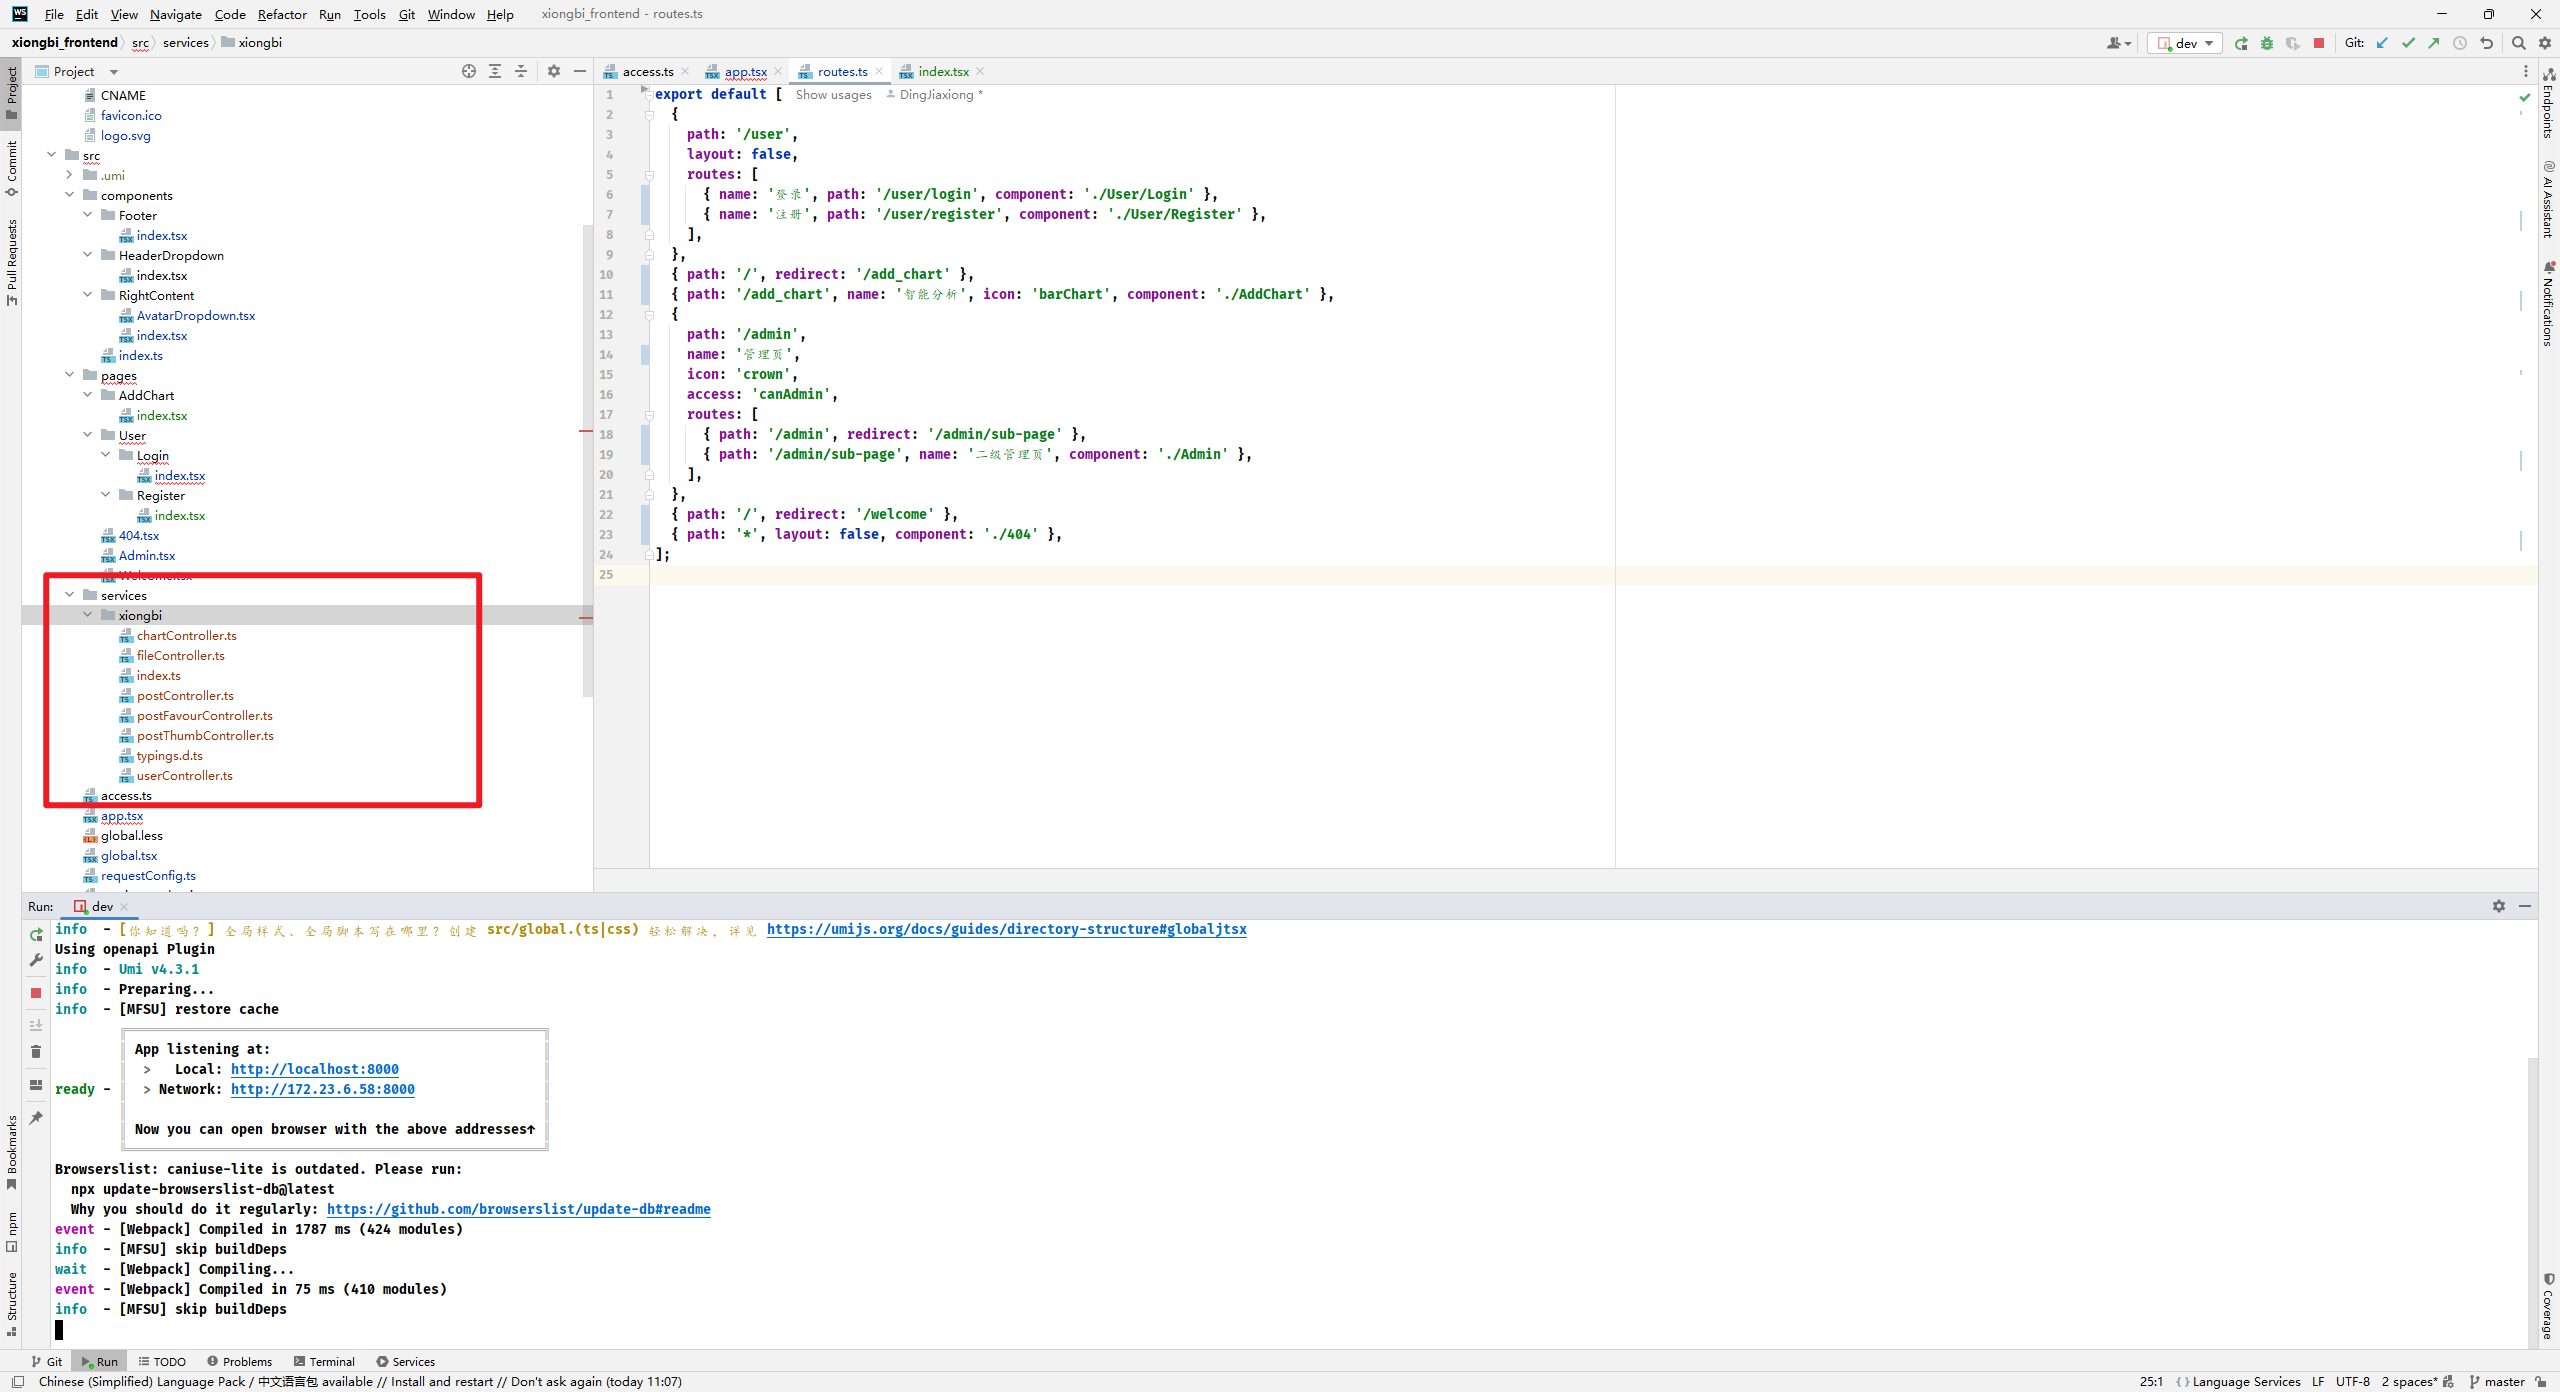 File Edit View Navigate Code Refactor Run Tools Git Window Help xiongbi_frontend - routes.ts
xiongbi_frontend src services xiongbi
dev Git:
Project
access.ts app.tsx routes.ts index.tsx
Project
Commit
Pull Requests
CNAME
favicon.ico
logo.svg
src
.umi
components
Footer
index.tsx
HeaderDropdown
index.tsx
RightContent
AvatarDropdown.tsx
index.tsx
index.ts
pages
AddChart
index.tsx
User
Login
index.tsx
Register
index.tsx
404.tsx
Admin.tsx
Welcome.tsx
services
xiongbi
chartController.ts
fileController.ts
index.ts
postController.ts
postFavourController.ts
postThumbController.ts
typings.d.ts
userController.ts
access.ts
app.tsx
global.less
global.tsx
requestConfig.ts
1 export default [ Show usages DingJiaxiong *
2 {
3 path: '/user',
4 layout: false,
5 routes: [
6 { name: '登录', path: '/user/login', component: './User/Login' },
7 { name: '注册', path: '/user/register', component: './User/Register' },
8 ],
9 },
10 { path: '/', redirect: '/add_chart' },
11 { path: '/add_chart', name: '智能分析', icon: 'barChart', component: './AddChart' },
12 {
13 path: '/admin',
14 name: '管理页',
15 icon: 'crown',
16 access: 'canAdmin',
17 routes: [
18 { path: '/admin', redirect: '/admin/sub-page' },
19 { path: '/admin/sub-page', name: '二级管理页', component: './Admin' },
20 ],
21 },
22 { path: '/', redirect: '/welcome' },
23 { path: '*', layout: false, component: './404' },
24 ];
25
Endpoints
AI Assistant
Notifications
Run: dev
info - [你知道吗？] 全局样式、全局脚本写在哪里？创建 src/global.(ts|css) 轻松解决，详见 https://umijs.org/docs/guides/directory-structure#globaljtsx
Using openapi Plugin
info - Umi v4.3.1
info - Preparing...
info - [MFSU] restore cache
App listening at:
> Local: http://localhost:8000
ready - > Network: http://172.23.6.58:8000
Now you can open browser with the above addresses↑
Browserslist: caniuse-lite is outdated. Please run:
npx update-browserslist-db@latest
Why you should do it regularly: https://github.com/browserslist/update-db#readme
event - [Webpack] Compiled in 1787 ms (424 modules)
info - [MFSU] skip buildDeps
wait - [Webpack] Compiling...
event - [Webpack] Compiled in 75 ms (410 modules)
info - [MFSU] skip buildDeps
Bookmarks
npm
Structure
Coverage
Git Run TODO Problems Terminal Services
Chinese (Simplified) Language Pack / 中文语言包 available // Install and restart // Don't ask again (today 11:07) 25:1 Language Services LF UTF-8 2 spaces* master